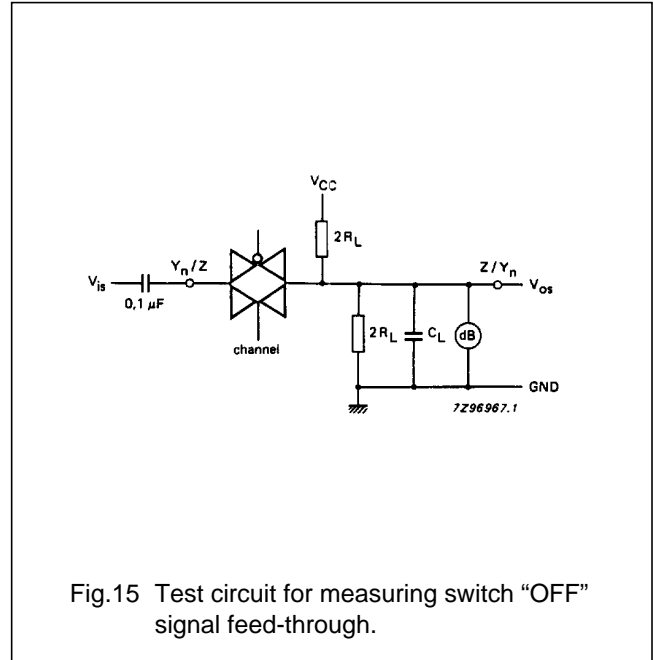 V_CC
2R_L
V_is
0,1 μF
Y_n/Z
channel
2R_L
C_L
dB
Z/Y_n
V_os
GND
7Z96967.1
Fig.15 Test circuit for measuring switch “OFF”
signal feed-through.